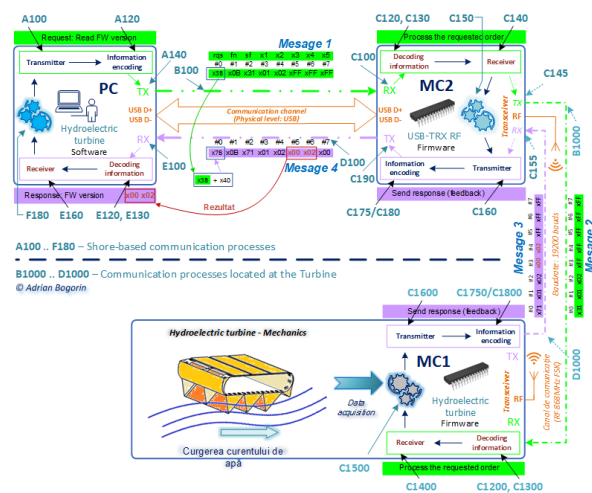 A100
A120
Request: Read FW version
Transmitter
Information
encoding
PC
A140
B100
TX
USB D+
USB D-
RX
Hydroelectric
turbine
Software
Receiver
Decoding
information
Response: FW version
x00 x02
F180
E160
E120, E130
E100
Mesage 1
rqs fn sf x1 x2 x3 x4 x5
#0 #1 #2 #3 #4 #5 #6 #7
x38 x0B x31 x01 x02 xFF xFF xFF
Communication channel
(Physical level: USB)
#0 #1 #2 #3 #4 #5 #6 #7
x76 x0B x71 x01 x02 x00 x02 x00
Mesage 4
D100
x38 + x40
Rezultat
C120, C130
C150
C140
Process the requested order
Decoding
information
Receiver
C100
RX
MC2
USB D+
USB D-
TX
USB-TRX RF
Firmware
Transceiver
TX
RF
RX
Information
encoding
Transmitter
Send response (feedback)
C190
C175/C180
C160
C145
C155
B1000
Mesage 3
Baudrate: 19200 bauds
Mesage 2
A100 .. F180 – Shore-based communication processes
B1000 .. D1000 – Communication processes located at the Turbine
© Adrian Bogorin
C1600
C1750/C1800
Send response (feedback)
Hydroelectric turbine - Mechanics
Transmitter
Information
encoding
MC1
TX
Data
acquisition
Hydroelectric
turbine
Firmware
Transceiver
RF
RX
Canal de comunicație
(RF 868MHz FSK)
D1000
Curgerea curentului de
apă
C1500
Receiver
Decoding
information
Process the requested order
C1400
C1200, C1300